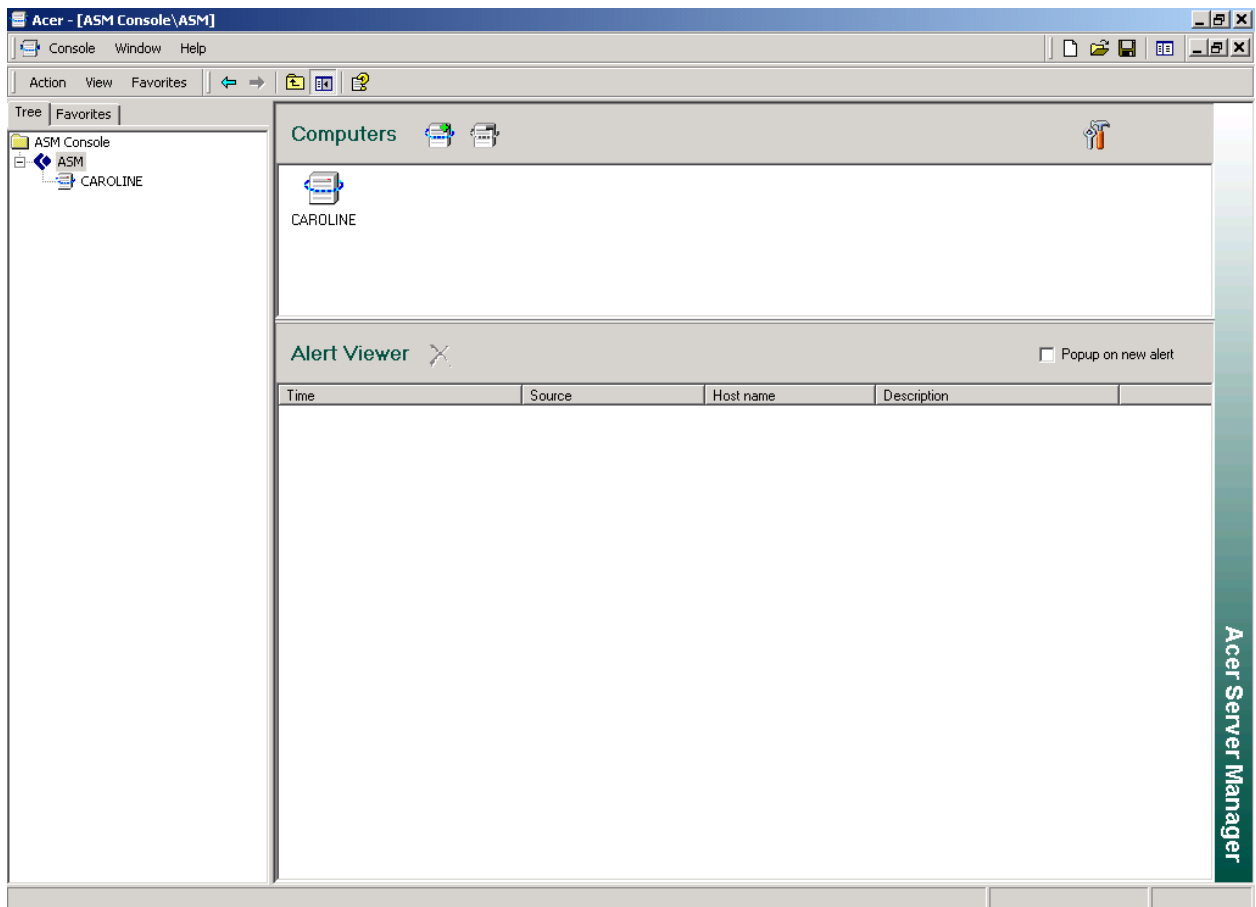 Acer - [ASM Console\ASM]
Console Window Help
Action View Favorites
Tree Favorites
ASM Console
ASM
CAROLINE
Computers
CAROLINE
Alert Viewer
Popup on new alert
Time Source Host name Description
Acer Server Manager